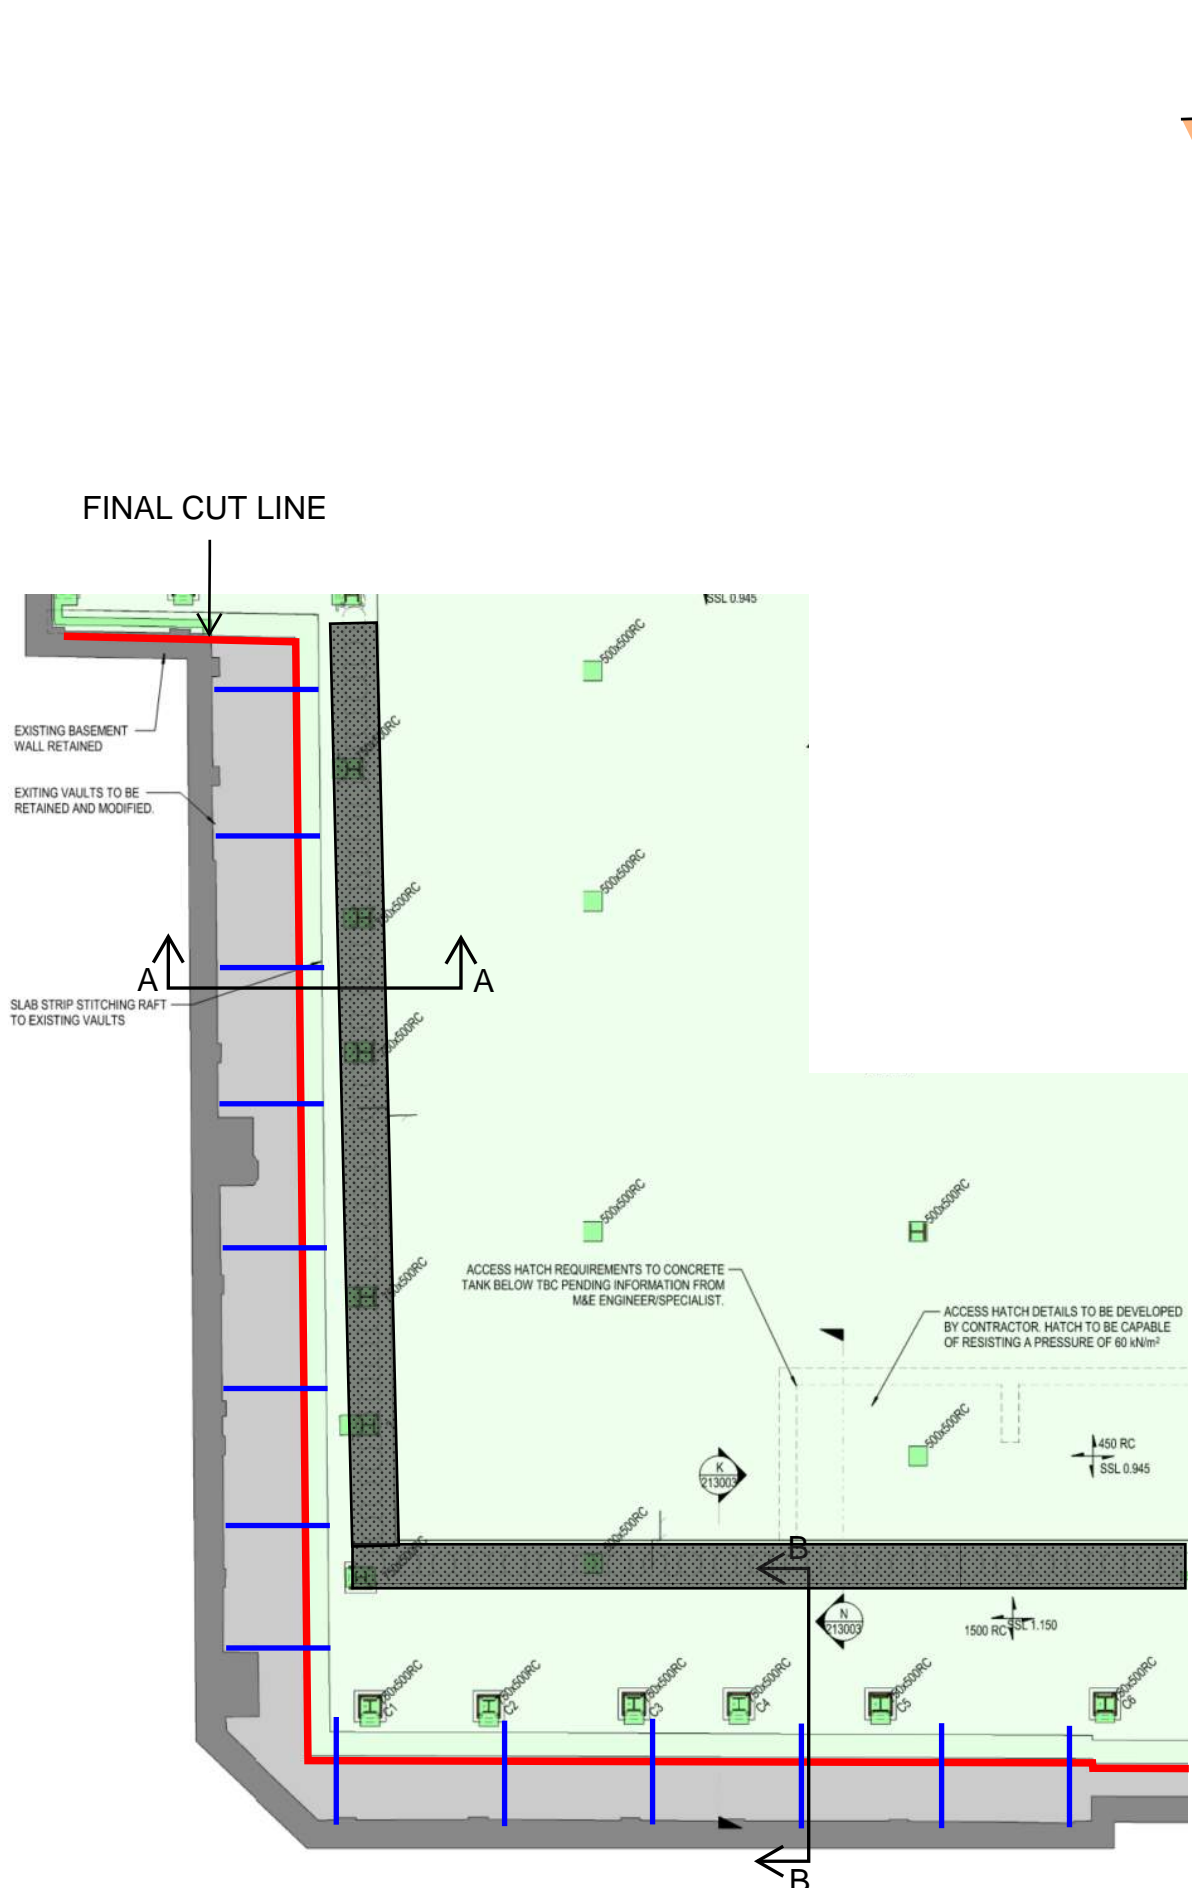 FINAL CUT LINE
SSL 0.945
500x500RC
EXISTING BASEMENT
WALL RETAINED
EXITING VAULTS TO BE
RETAINED AND MODIFIED.
500x500RC
A
A
SLAB STRIP STITCHING RAFT
TO EXISTING VAULTS
500x500RC
500x500RC
ACCESS HATCH REQUIREMENTS TO CONCRETE
TANK BELOW TBC PENDING INFORMATION FROM
M&E ENGINEER/SPECIALIST.
ACCESS HATCH DETAILS TO BE DEVELOPED
BY CONTRACTOR. HATCH TO BE CAPABLE
OF RESISTING A PRESSURE OF 60 kN/m²
500x500RC
450 RC
SSL 0.945
K
213003
B
N
213003
1500 RC
SSL 1.150
C1
C2
C3
C4
C5
C6
B